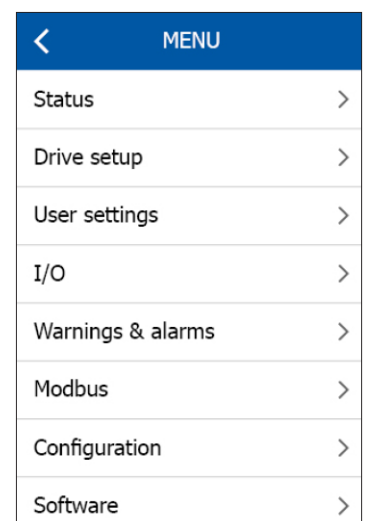 MENU
Status
Drive setup
User settings
I/O
Warnings & alarms
Modbus
Configuration
Software